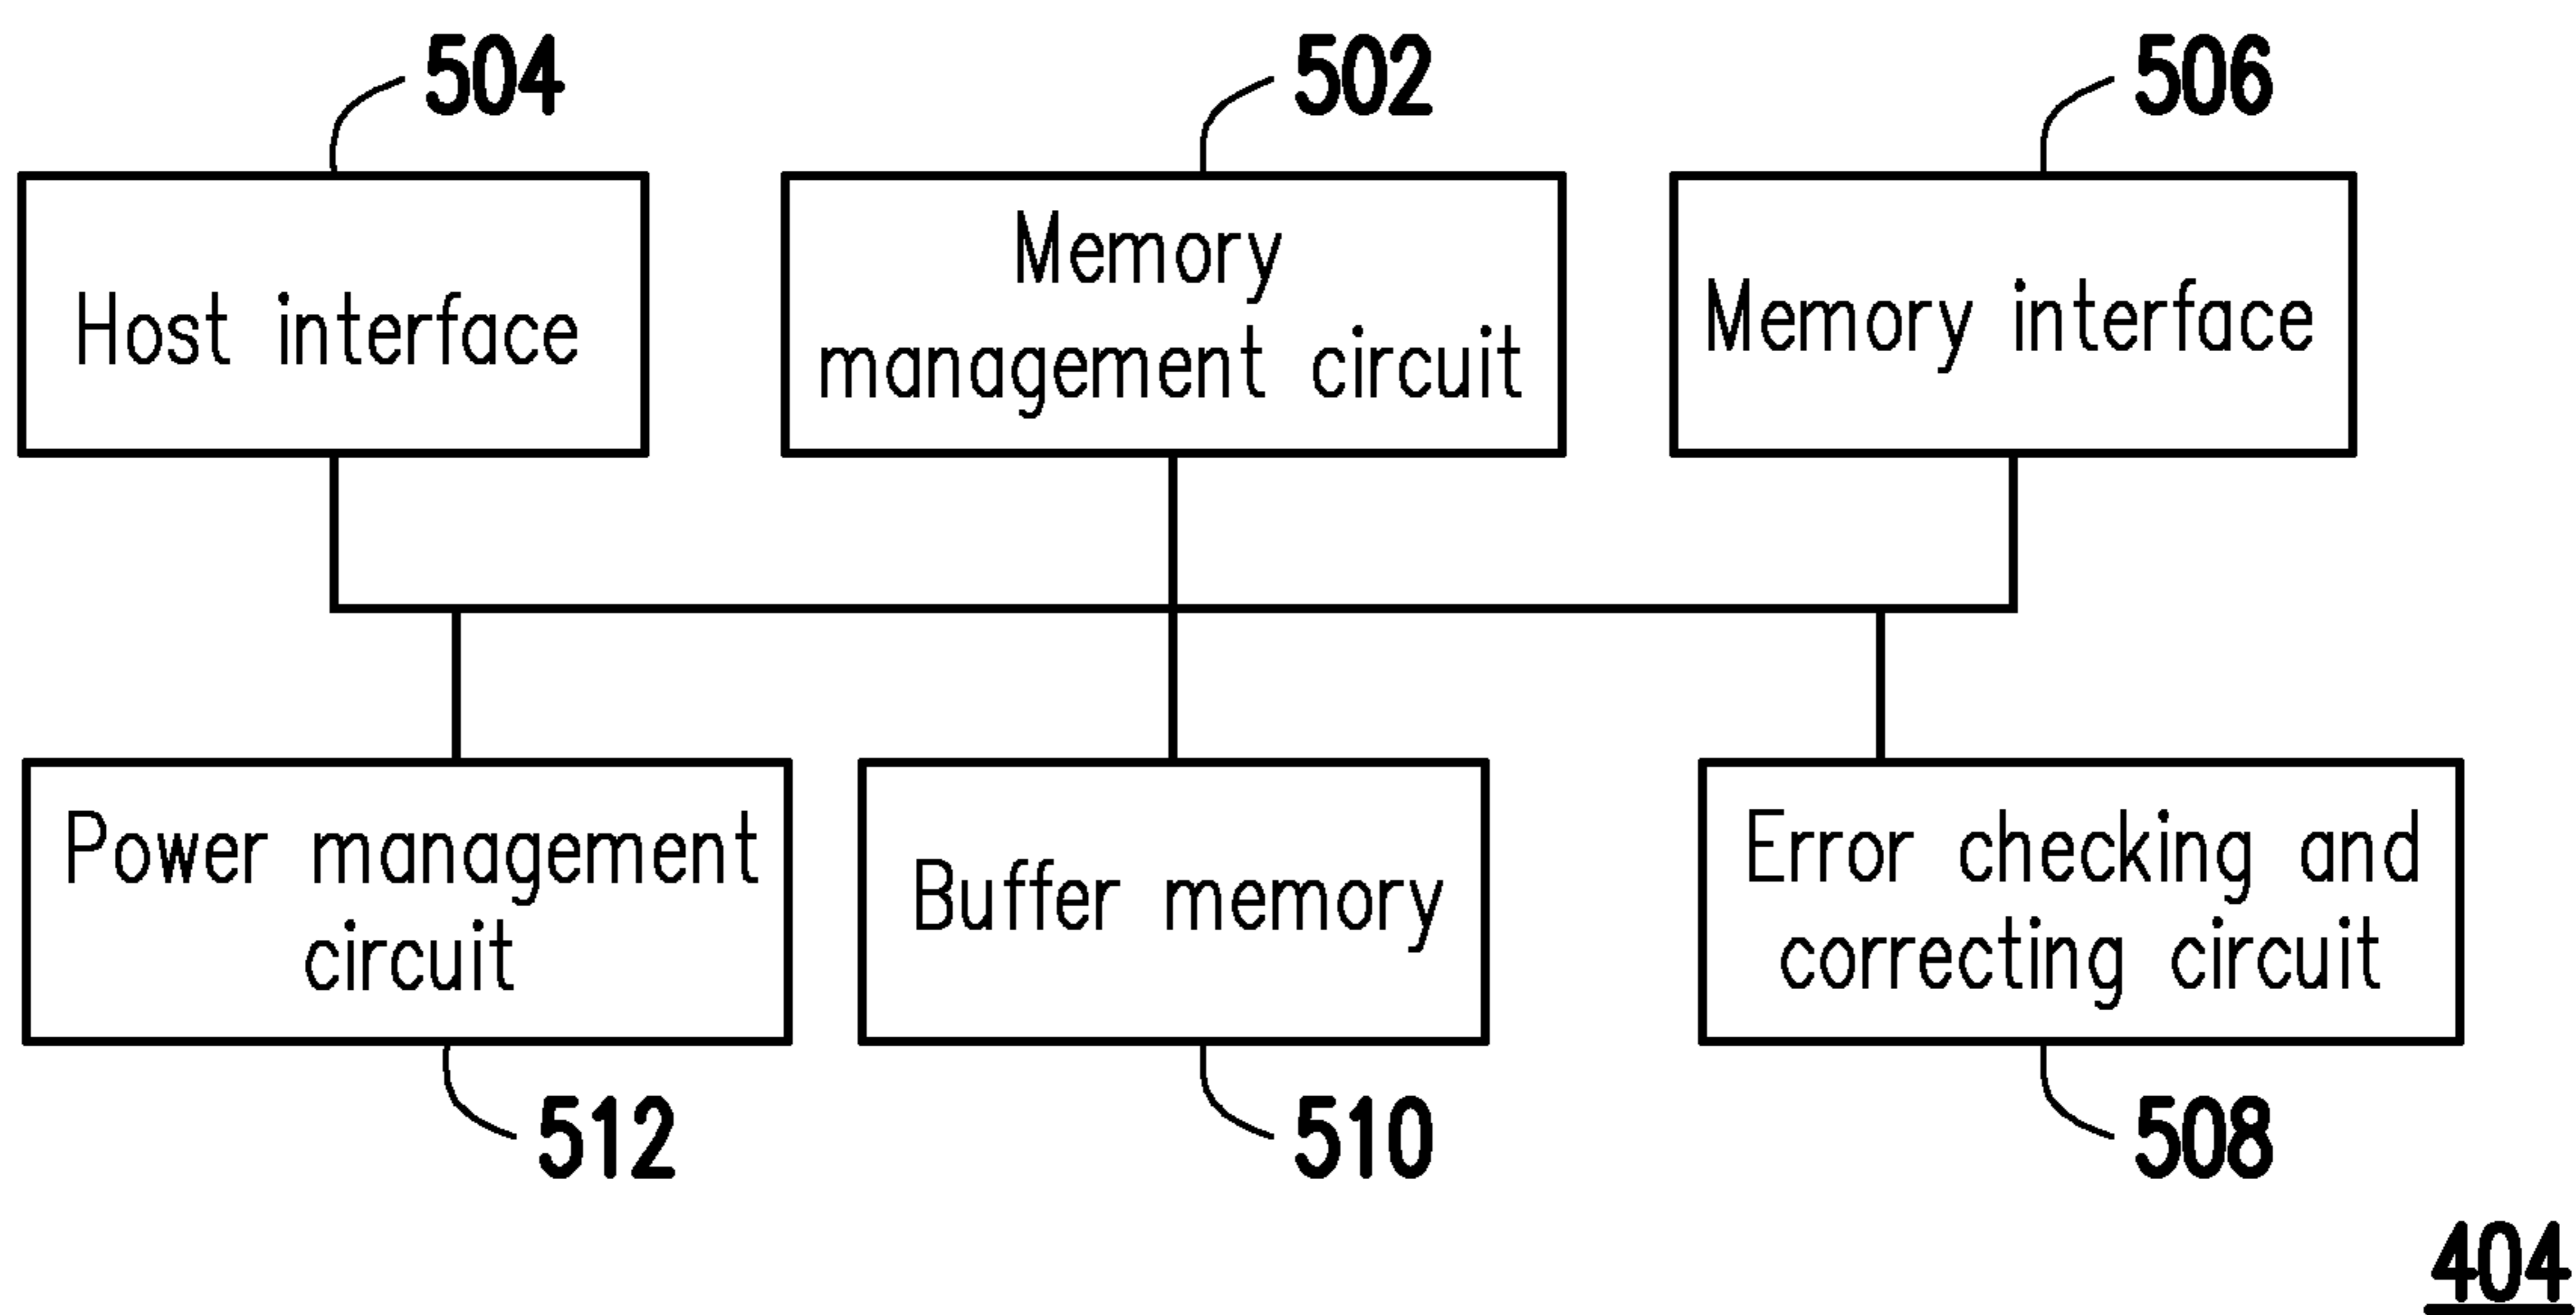 504
502
506
Host interface
Memory
management circuit
Memory interface
Power management
circuit
Buffer memory
Error checking and
correcting circuit
512
510
508
404